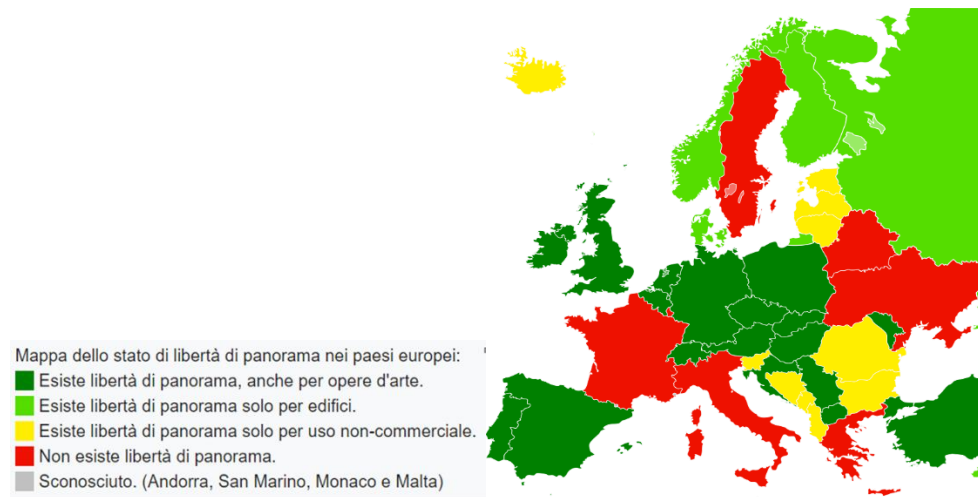 Mappa dello stato di libertà di panorama nei paesi europei:
Esiste libertà di panorama, anche per opere d'arte.
Esiste libertà di panorama solo per edifici.
Esiste libertà di panorama solo per uso non-commerciale.
Non esiste libertà di panorama.
Sconosciuto. (Andorra, San Marino, Monaco e Malta)